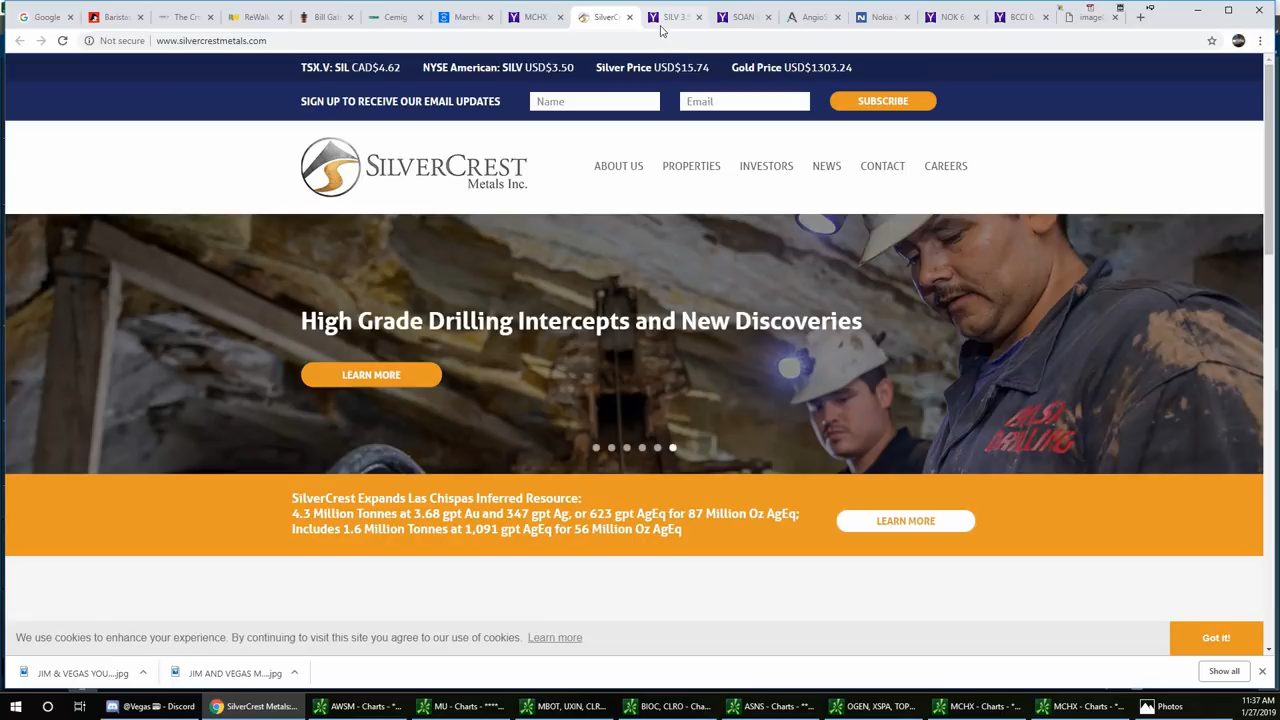 Google
Barista
The Cr
ReWalk
Bill Gat
Cemig
Marche
MCHX
SilverC
SILV 3.
SOAN
AngioS
Nokia v
NOK 6
BCCI 0.
image
Not secure | www.silvercrestmetals.com
TSX.V: SIL CAD$4.62 NYSE American: SILV USD$3.50 Silver Price USD$15.74 Gold Price USD$1303.24
SIGN UP TO RECEIVE OUR EMAIL UPDATES Name Email SUBSCRIBE
SILVERCREST
Metals Inc.
ABOUT US PROPERTIES INVESTORS NEWS CONTACT CAREERS
High Grade Drilling Intercepts and New Discoveries
LEARN MORE
DRILLING
SilverCrest Expands Las Chispas Inferred Resource:
4.3 Million Tonnes at 3.68 gpt Au and 347 gpt Ag, or 623 gpt AgEq for 87 Million Oz AgEq;
Includes 1.6 Million Tonnes at 1,091 gpt AgEq for 56 Million Oz AgEq
LEARN MORE
We use cookies to enhance your experience. By continuing to visit this site you agree to our use of cookies. Learn more
Got it!
JIM & VEGAS YOU....jpg
JIM AND VEGAS M....jpg
Show all
@Vegas - Discord
SilverCrest Metals:...
AWSM - Charts - ****...
MU - Charts - ****...
MBOT, UXIN, CLR...
BIOC, CLRO - Cha...
ASNS - Charts - **...
OGEN, XSPA, TOP...
MCHX - Charts - *...
MCHX - Charts - *...
Photos
11:37 AM
1/27/2019